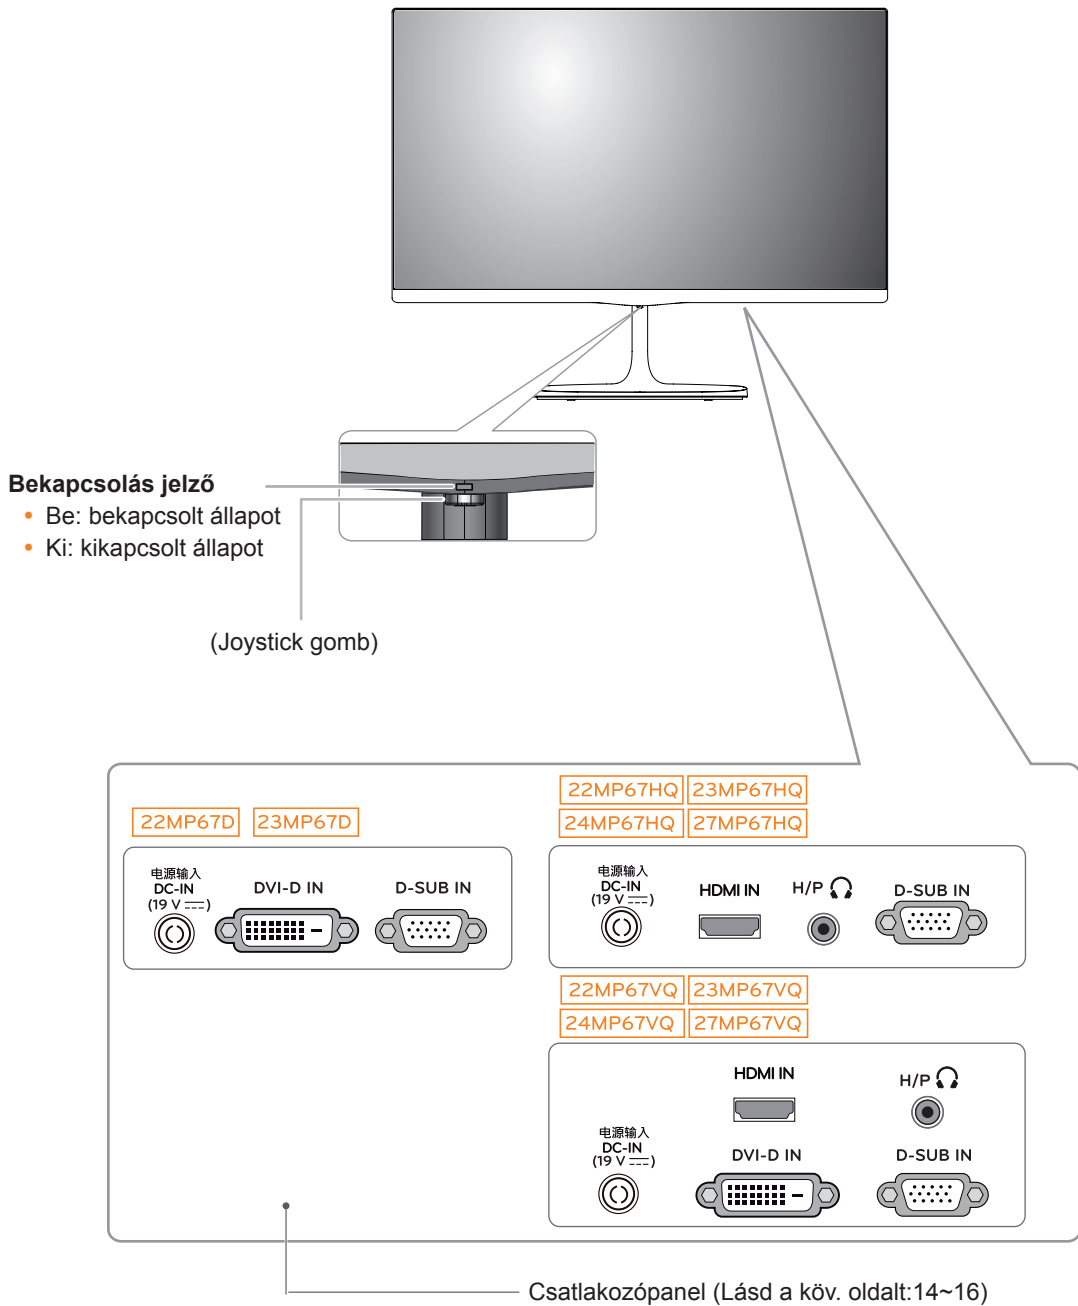 Bekapcsolás jelző
• Be: bekapcsolt állapot
• Ki: kikapcsolt állapot
(Joystick gomb)
22MP67D 23MP67D
电源输入
DC-IN
(19 V ⎓)
DVI-D IN
D-SUB IN
22MP67HQ 23MP67HQ
24MP67HQ 27MP67HQ
电源输入
DC-IN
(19 V ⎓)
HDMI IN
H/P
D-SUB IN
22MP67VQ 23MP67VQ
24MP67VQ 27MP67VQ
HDMI IN
H/P
电源输入
DC-IN
(19 V ⎓)
DVI-D IN
D-SUB IN
Csatlakozópanel (Lásd a köv. oldalt:14~16)